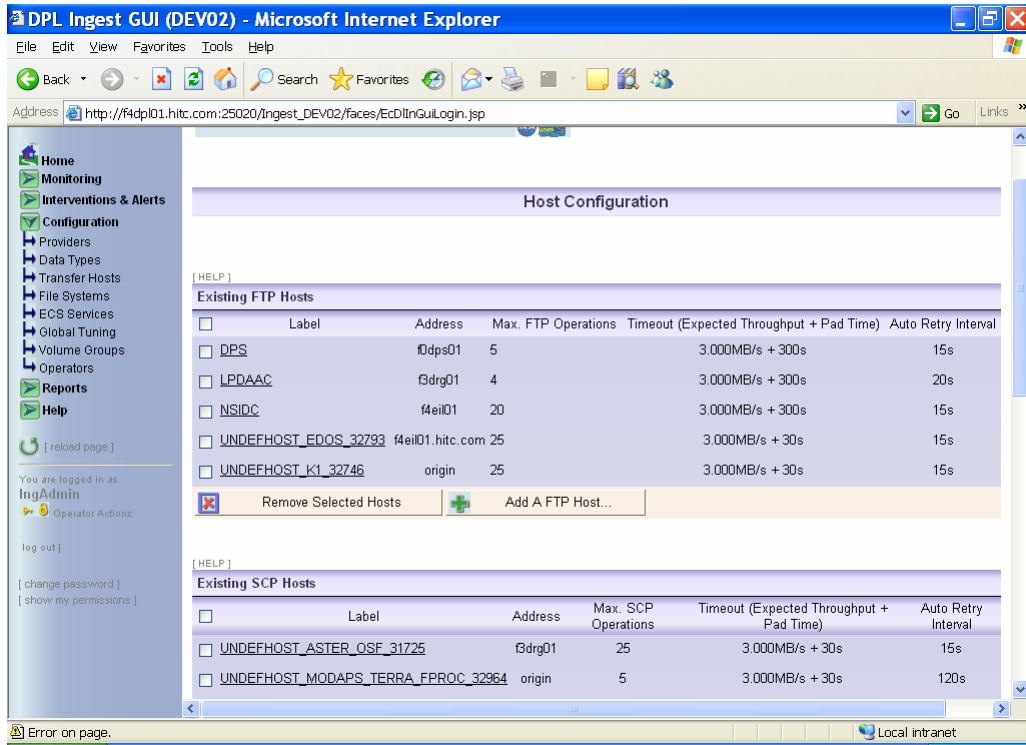 DPL Ingest GUI (DEV02) - Microsoft Internet Explorer
File Edit View Favorites Tools Help
Back Search Favorites
Address http://f4dpl01.hitc.com:25020/Ingest_DEV02/faces/EcDlInGuiLogin.jsp Go Links »
Home
Monitoring
Interventions & Alerts
Configuration
Providers
Data Types
Transfer Hosts
File Systems
ECS Services
Global Tuning
Volume Groups
Operators
Reports
Help
[ reload page ]
You are logged in as
IngAdmin
Operator Actions:
log out ]
[ change password ]
[ show my permissions ]
Host Configuration
[ HELP ]
Existing FTP Hosts
Label Address Max. FTP Operations Timeout (Expected Throughput + Pad Time) Auto Retry Interval
DPS f0dps01 5 3.000MB/s + 300s 15s
LPDAAC f3drg01 4 3.000MB/s + 300s 20s
NSIDC f4eil01 20 3.000MB/s + 300s 15s
UNDEFHOST_EDOS_32793 f4eil01.hitc.com 25 3.000MB/s + 30s 15s
UNDEFHOST_K1_32746 origin 25 3.000MB/s + 30s 15s
Remove Selected Hosts Add A FTP Host...
[ HELP ]
Existing SCP Hosts
Label Address Max. SCP Operations Timeout (Expected Throughput + Pad Time) Auto Retry Interval
UNDEFHOST_ASTER_OSF_31725 f3drg01 25 3.000MB/s + 30s 15s
UNDEFHOST_MODAPS_TERRA_FPROC_32964 origin 5 3.000MB/s + 30s 120s
Error on page. Local intranet